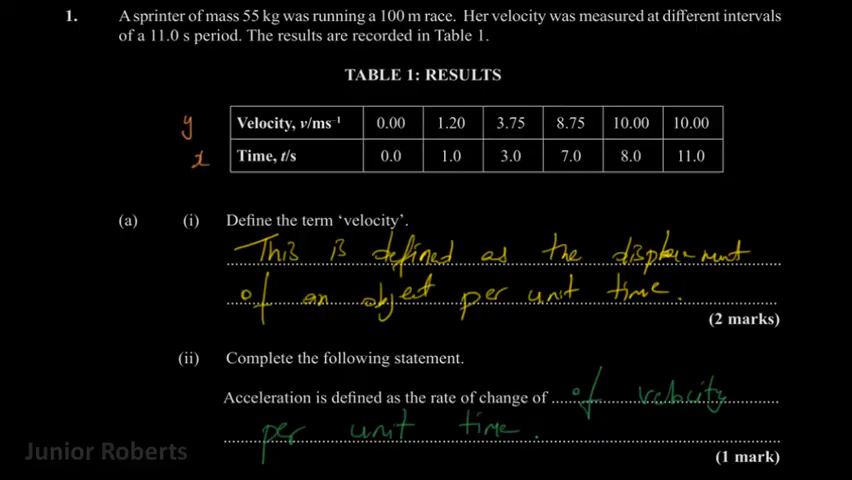 1. A sprinter of mass 55 kg was running a 100 m race. Her velocity was measured at different intervals
of a 11.0 s period. The results are recorded in Table 1.
TABLE 1: RESULTS
y Velocity, v/ms⁻¹ 0.00 1.20 3.75 8.75 10.00 10.00
x Time, t/s 0.0 1.0 3.0 7.0 8.0 11.0
(a) (i) Define the term ‘velocity’.
This is defined as the displacement
of an object per unit time.
(2 marks)
(ii) Complete the following statement.
Acceleration is defined as the rate of change of of velocity
per unit time.
Junior Roberts
(1 mark)